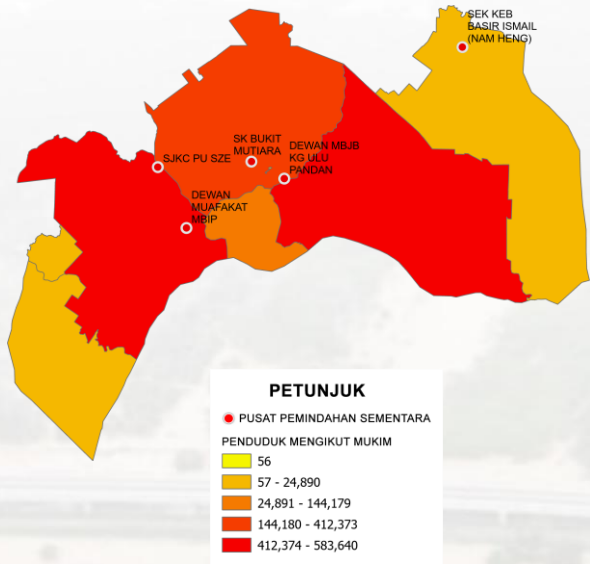 SEK KEB
BASIR ISMAIL
(NAM HENG)
SK BUKIT
MUTIARA
DEWAN MBJB
KG ULU
PANDAN
SJKC PU SZE
DEWAN
MUAFAKAT
MBIP
PETUNJUK
PUSAT PEMINDAHAN SEMENTARA
PENDUDUK MENGIKUT MUKIM
56
57 - 24,890
24,891 - 144,179
144,180 - 412,373
412,374 - 583,640